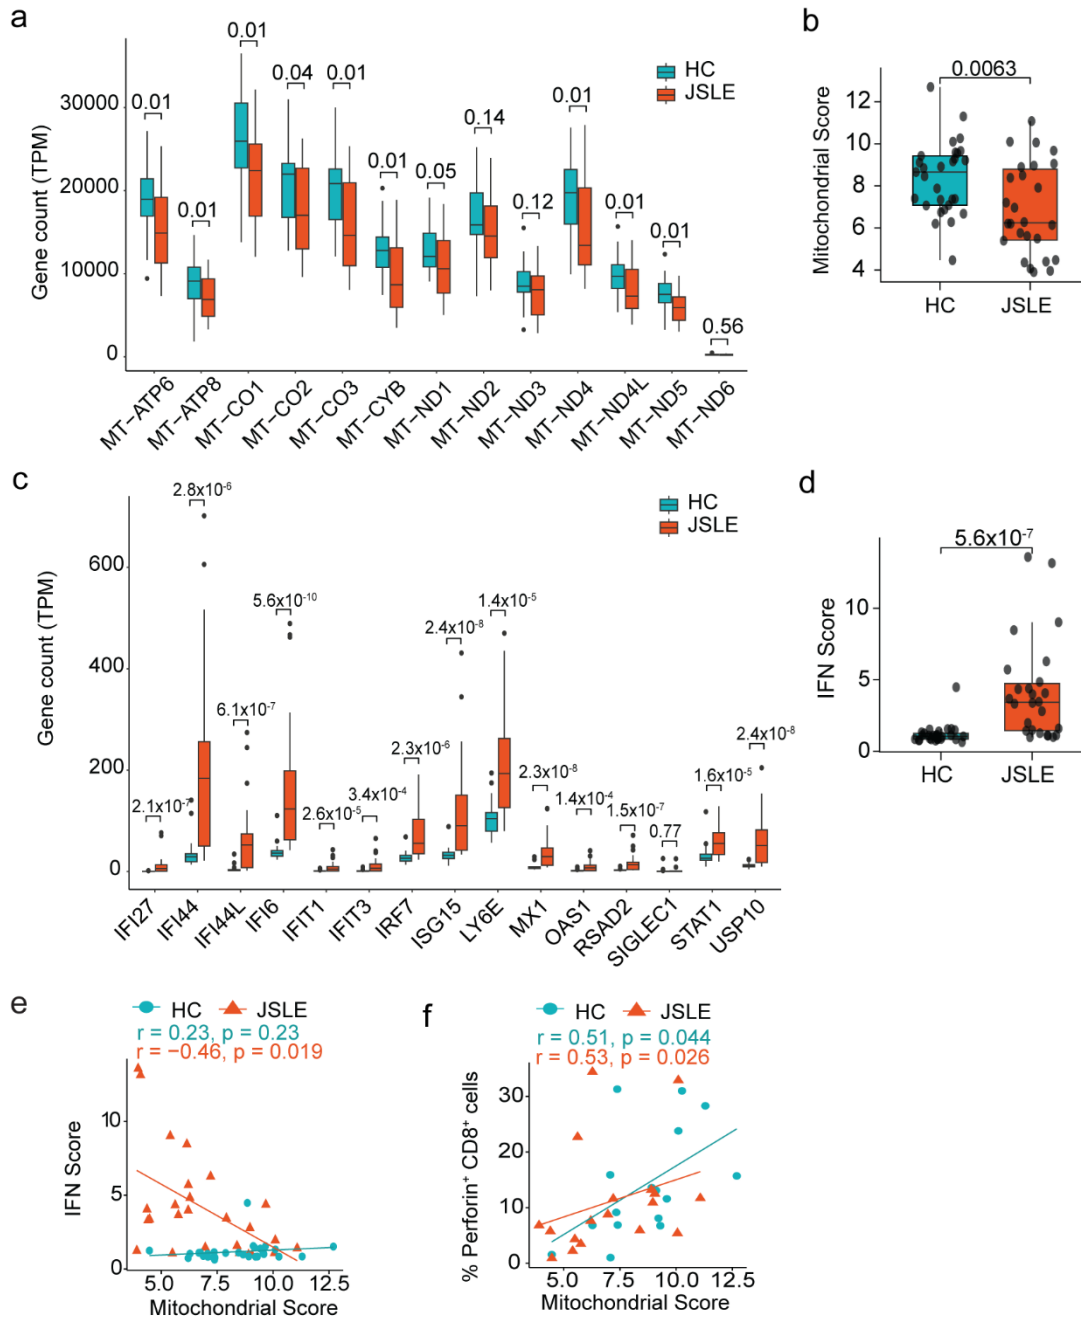 a
0.01
0.01
0.01
0.04
0.01
0.01
0.05
0.14
0.12
0.01
0.01
0.01
0.56
HC
JSLE
Gene count (TPM)
30000
20000
10000
0
MT−ATP6
MT−ATP8
MT−CO1
MT−CO2
MT−CO3
MT−CYB
MT−ND1
MT−ND2
MT−ND3
MT−ND4
MT−ND4L
MT−ND5
MT−ND6
b
0.0063
Mitochondrial Score
12
10
8
6
4
HC
JSLE
c
2.1x10⁻⁷
2.8x10⁻⁶
6.1x10⁻⁷
5.6x10⁻¹⁰
2.6x10⁻⁵
3.4x10⁻⁴
2.3x10⁻⁶
2.4x10⁻⁸
1.4x10⁻⁵
2.3x10⁻⁸
1.4x10⁻⁴
1.5x10⁻⁷
0.77
1.6x10⁻⁵
2.4x10⁻⁸
HC
JSLE
Gene count (TPM)
600
400
200
0
IFI27
IFI44
IFI44L
IFI6
IFIT1
IFIT3
IRF7
ISG15
LY6E
MX1
OAS1
RSAD2
SIGLEC1
STAT1
USP10
d
5.6x10⁻⁷
IFN Score
10
5
0
HC
JSLE
e
HC JSLE
r = 0.23, p = 0.23
r = −0.46, p = 0.019
IFN Score
10
5
0
5.0 7.5 10.0 12.5
Mitochondrial Score
f
HC JSLE
r = 0.51, p = 0.044
r = 0.53, p = 0.026
% Perforin⁺ CD8⁺ cells
30
20
10
0
5.0 7.5 10.0 12.5
Mitochondrial Score